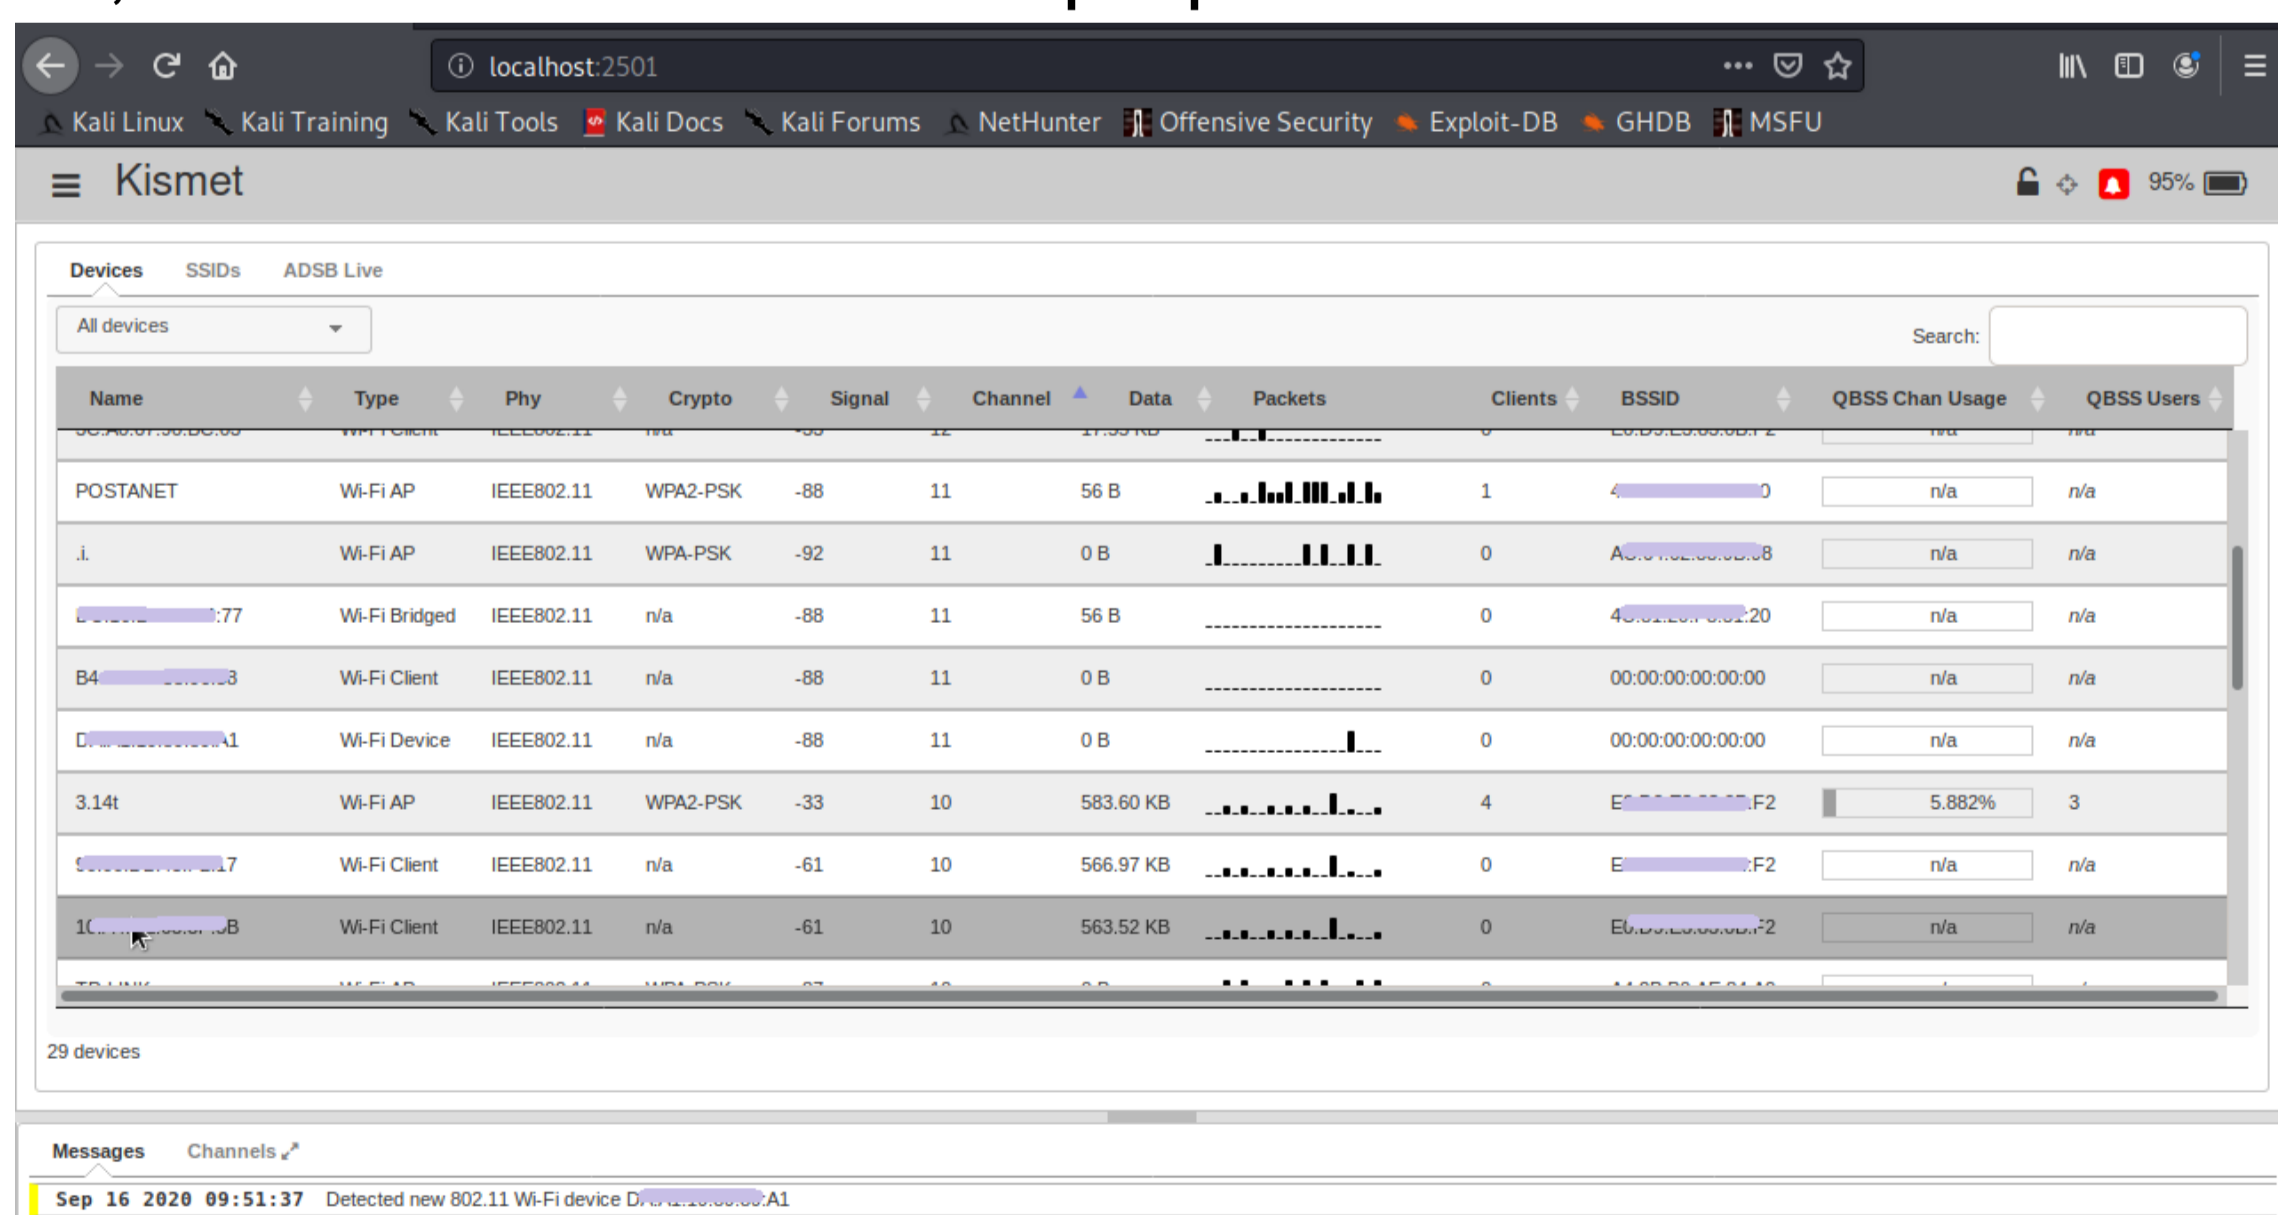 localhost:2501
Kali Linux Kali Training Kali Tools Kali Docs Kali Forums NetHunter Offensive Security Exploit-DB GHDB MSFU
Kismet 95%
Devices SSIDs ADSB Live
All devices Search:
Name Type Phy Crypto Signal Channel Data Packets Clients BSSID QBSS Chan Usage QBSS Users
POSTANET Wi-Fi AP IEEE802.11 WPA2-PSK -88 11 56 B 1 n/a n/a
.i. Wi-Fi AP IEEE802.11 WPA-PSK -92 11 0 B 0 n/a n/a
:77 Wi-Fi Bridged IEEE802.11 n/a -88 11 56 B 0 :20 n/a n/a
B4 Wi-Fi Client IEEE802.11 n/a -88 11 0 B 0 00:00:00:00:00:00 n/a n/a
Wi-Fi Device IEEE802.11 n/a -88 11 0 B 0 00:00:00:00:00:00 n/a n/a
3.14t Wi-Fi AP IEEE802.11 WPA2-PSK -33 10 583.60 KB 4 :F2 5.882% 3
Wi-Fi Client IEEE802.11 n/a -61 10 566.97 KB 0 :F2 n/a n/a
Wi-Fi Client IEEE802.11 n/a -61 10 563.52 KB 0 n/a n/a
29 devices
Messages Channels
Sep 16 2020 09:51:37 Detected new 802.11 Wi-Fi device :A1